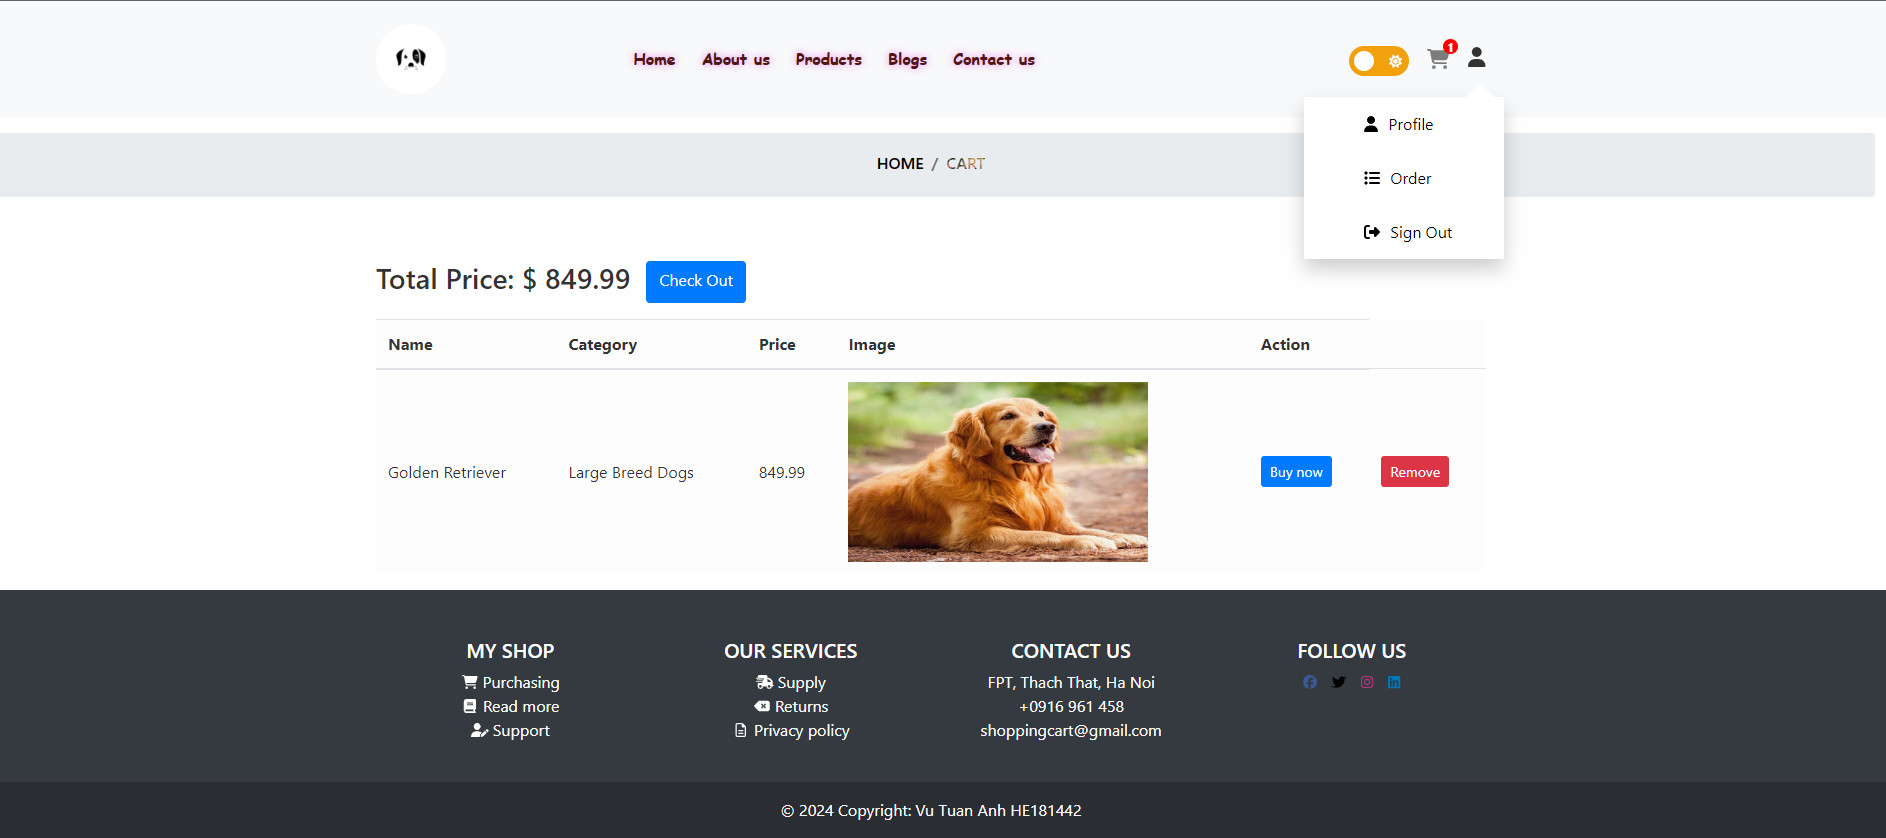 Home About us Products Blogs Contact us
1
Profile
Order
Sign Out
HOME / CART
Total Price: $ 849.99 Check Out
Name Category Price Image Action
Golden Retriever Large Breed Dogs 849.99 Buy now Remove
MY SHOP
Purchasing
Read more
Support
OUR SERVICES
Supply
Returns
Privacy policy
CONTACT US
FPT, Thach That, Ha Noi
+0916 961 458
shoppingcart@gmail.com
FOLLOW US
© 2024 Copyright: Vu Tuan Anh HE181442